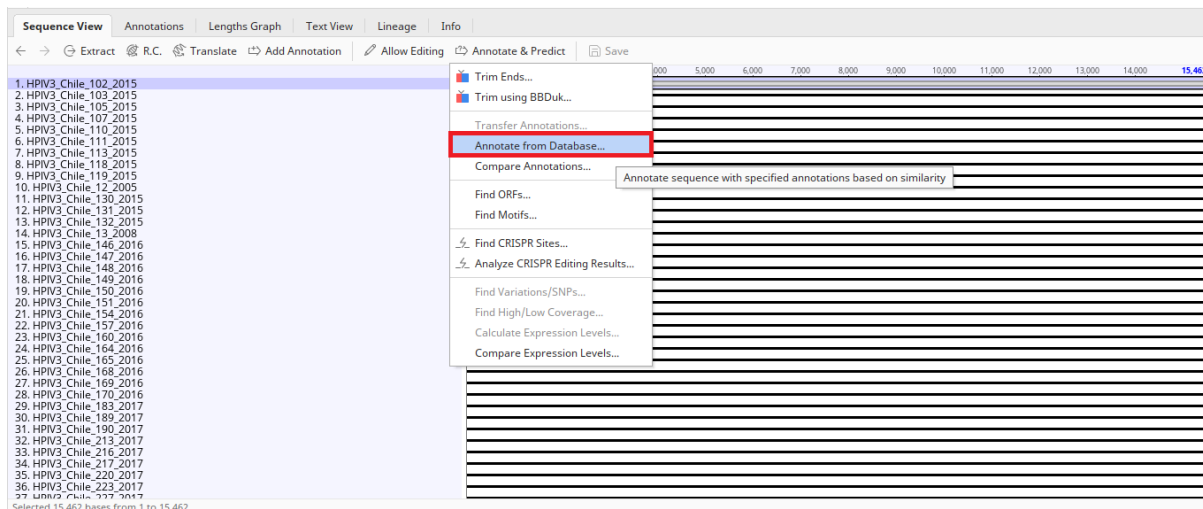 Sequence View Annotations Lengths Graph Text View Lineage Info
Extract R.C. Translate Add Annotation Allow Editing Annotate & Predict Save
Trim Ends...
Trim using BBDuk...
Transfer Annotations...
Annotate from Database...
Compare Annotations...
Annotate sequence with specified annotations based on similarity
Find ORFs...
Find Motifs...
Find CRISPR Sites...
Analyze CRISPR Editing Results...
Find Variations/SNPs...
Find High/Low Coverage...
Calculate Expression Levels...
Compare Expression Levels...
,000 5,000 6,000 7,000 8,000 9,000 10,000 11,000 12,000 13,000 14,000 15,462
1. HPIV3_Chile_102_2015
2. HPIV3_Chile_103_2015
3. HPIV3_Chile_105_2015
4. HPIV3_Chile_107_2015
5. HPIV3_Chile_110_2015
6. HPIV3_Chile_111_2015
7. HPIV3_Chile_113_2015
8. HPIV3_Chile_118_2015
9. HPIV3_Chile_119_2015
10. HPIV3_Chile_12_2005
11. HPIV3_Chile_130_2015
12. HPIV3_Chile_131_2015
13. HPIV3_Chile_132_2015
14. HPIV3_Chile_13_2008
15. HPIV3_Chile_146_2016
16. HPIV3_Chile_147_2016
17. HPIV3_Chile_148_2016
18. HPIV3_Chile_149_2016
19. HPIV3_Chile_150_2016
20. HPIV3_Chile_151_2016
21. HPIV3_Chile_154_2016
22. HPIV3_Chile_157_2016
23. HPIV3_Chile_160_2016
24. HPIV3_Chile_164_2016
25. HPIV3_Chile_165_2016
26. HPIV3_Chile_168_2016
27. HPIV3_Chile_169_2016
28. HPIV3_Chile_170_2016
29. HPIV3_Chile_183_2017
30. HPIV3_Chile_189_2017
31. HPIV3_Chile_190_2017
32. HPIV3_Chile_213_2017
33. HPIV3_Chile_216_2017
34. HPIV3_Chile_217_2017
35. HPIV3_Chile_220_2017
36. HPIV3_Chile_223_2017
37. HPIV3_Chile_227_2017
Selected 15,462 bases from 1 to 15,462